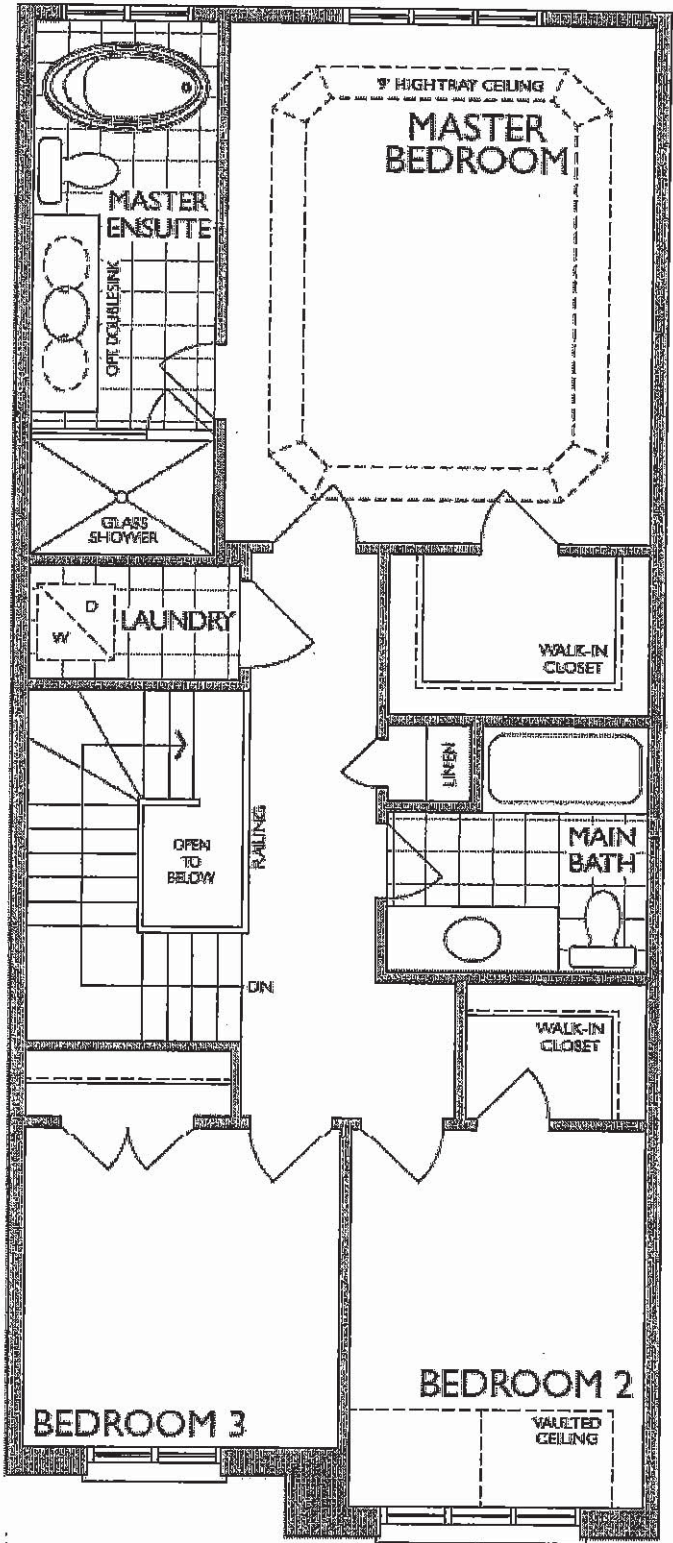 9' HIGH TRAY CEILING
MASTER
BEDROOM
MASTER
ENSUITE
OPT. DOUBLE SINK
GLASS
SHOWER
D
W
LAUNDRY
WALK-IN
CLOSET
LINEN
RAILING
OPEN
TO
BELOW
MAIN
BATH
DN
WALK-IN
CLOSET
BEDROOM 2
VAULTED
CEILING
BEDROOM 3